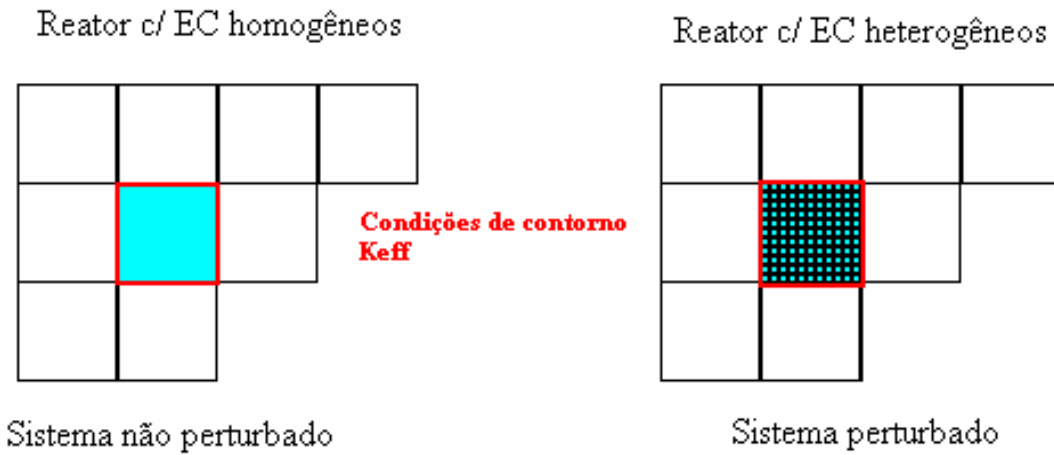 Reator c/ EC homogêneos
Reator c/ EC heterogêneos
Condições de contorno
Keff
Sistema não perturbado
Sistema perturbado